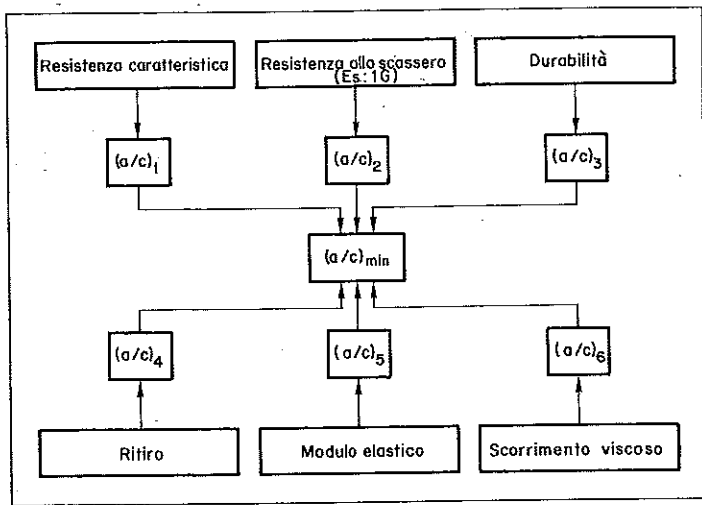 Resistenza caratteristica
Resistenza allo scassero
(Es:1G)
Durabilità
(a/c)1
(a/c)2
(a/c)3
(a/c)min
(a/c)4
(a/c)5
(a/c)6
Ritiro
Modulo elastico
Scorrimento viscoso